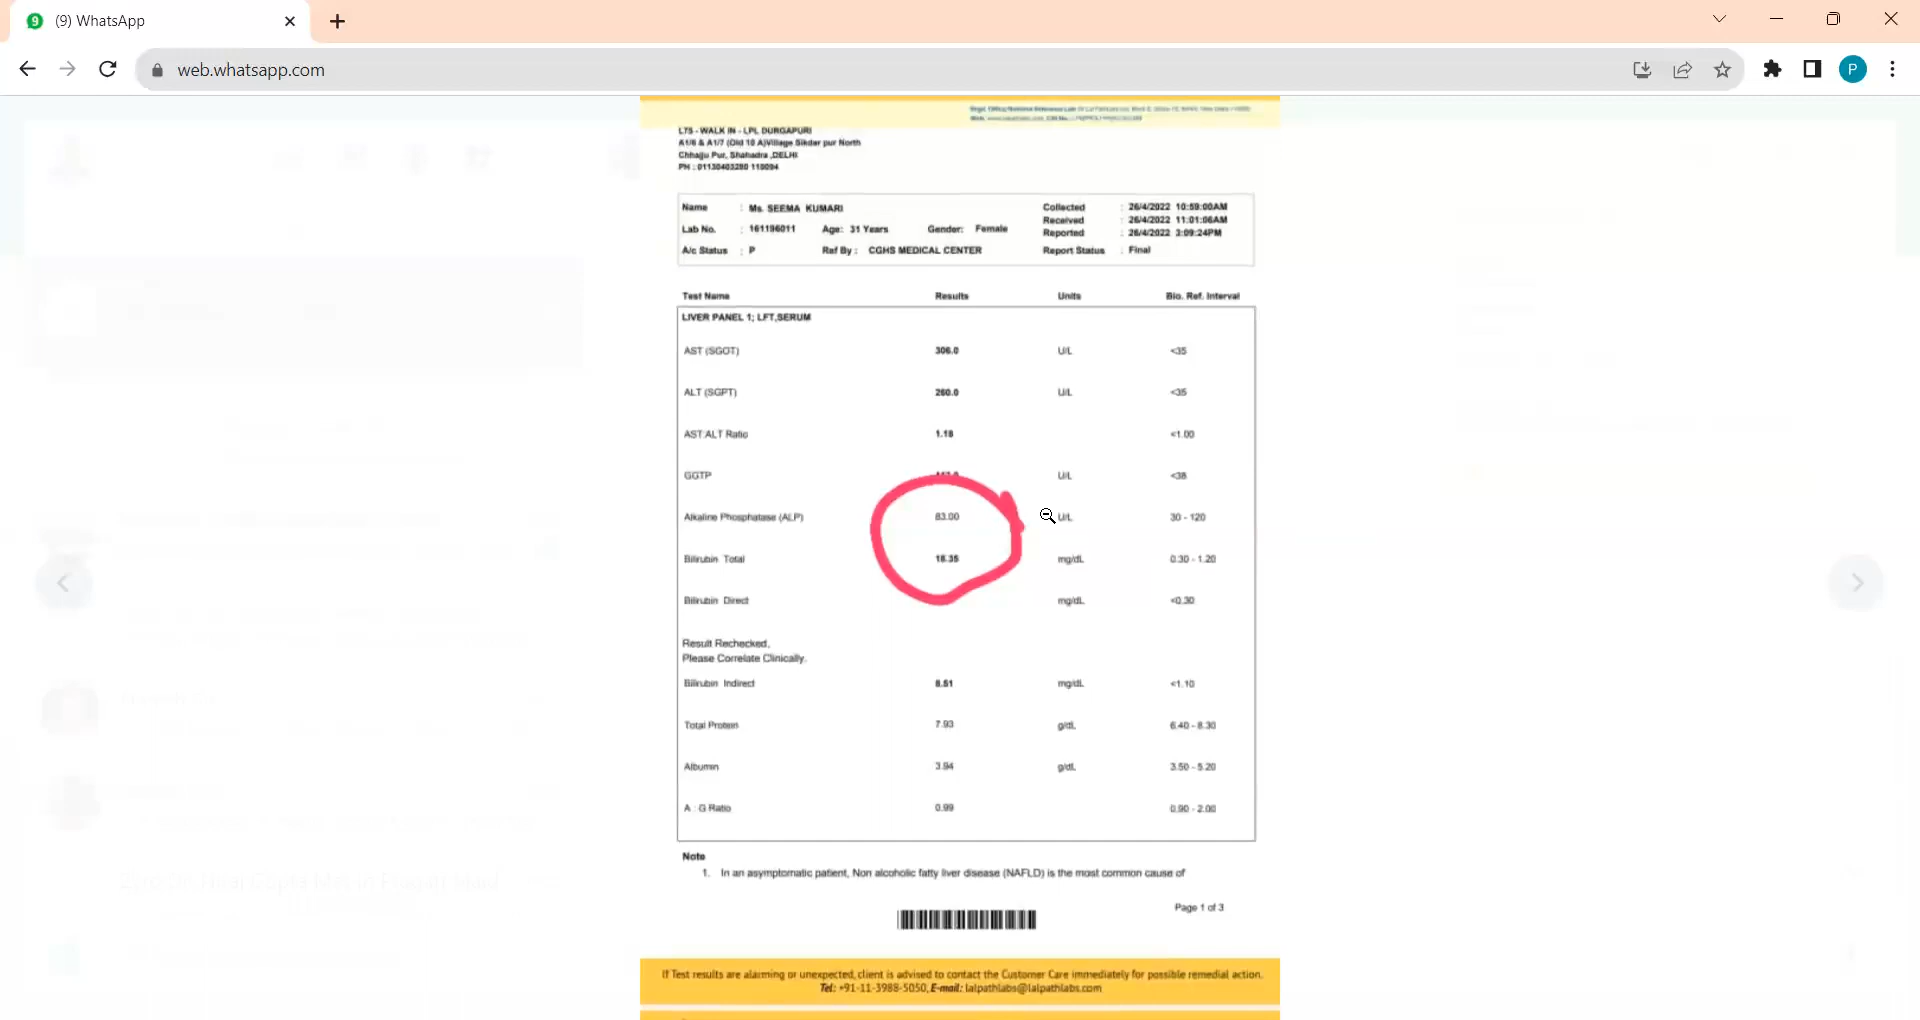 (9) WhatsApp
web.whatsapp.com
P
L75 - WALK IN - LPL DURGAPURI
A1/6 & A1/7 (Old 10 A)Village Sikdar pur North
Chhajju Pur, Shahadra ,DELHI
PH : 01130403280 110094
Name : Ms. SEEMA KUMARI Collected : 26/4/2022 10:59:00AM
Received : 26/4/2022 11:01:06AM
Lab No. : 161196011 Age: 31 Years Gender: Female Reported : 26/4/2022 3:09:24PM
A/c Status : P Ref By : CGHS MEDICAL CENTER Report Status : Final
Test Name Results Units Bio. Ref. Interval
LIVER PANEL 1; LFT,SERUM
AST (SGOT) 306.0 U/L <35
ALT (SGPT) 260.0 U/L <35
AST:ALT Ratio 1.18 <1.00
GGTP U/L <38
Alkaline Phosphatase (ALP) 83.00 U/L 30 - 120
Bilirubin Total 18.35 mg/dL 0.30 - 1.20
Bilirubin Direct mg/dL <0.30
Result Rechecked,
Please Correlate Clinically.
Bilirubin Indirect 8.51 mg/dL <1.10
Total Protein 7.93 g/dL 6.40 - 8.30
Albumin 3.94 g/dL 3.50 - 5.20
A : G Ratio 0.99 0.90 - 2.00
Note
1. In an asymptomatic patient, Non alcoholic fatty liver disease (NAFLD) is the most common cause of
Page 1 of 3
If Test results are alarming or unexpected, client is advised to contact the Customer Care immediately for possible remedial action.
Tel: +91-11-3988-5050, E-mail: lalpathlabs@lalpathlabs.com